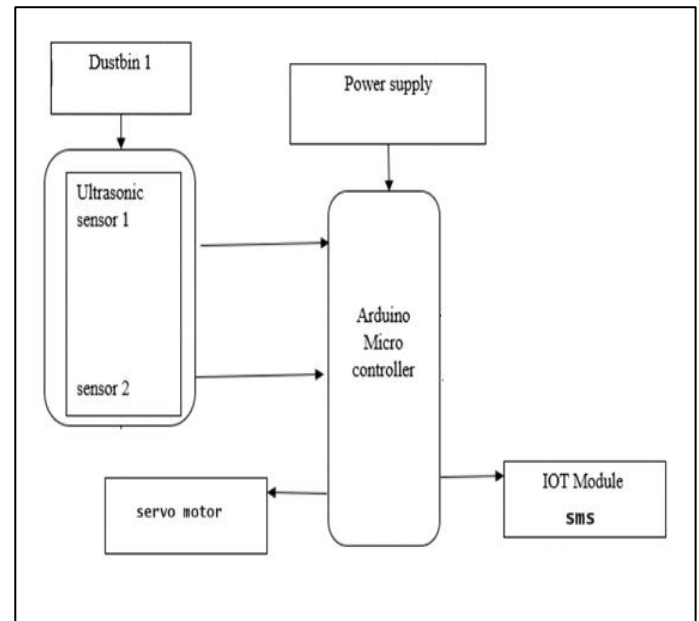 Dustbin 1
Power supply
Ultrasonic
sensor 1
sensor 2
Arduino
Micro
controller
servo motor
IOT Module
sms